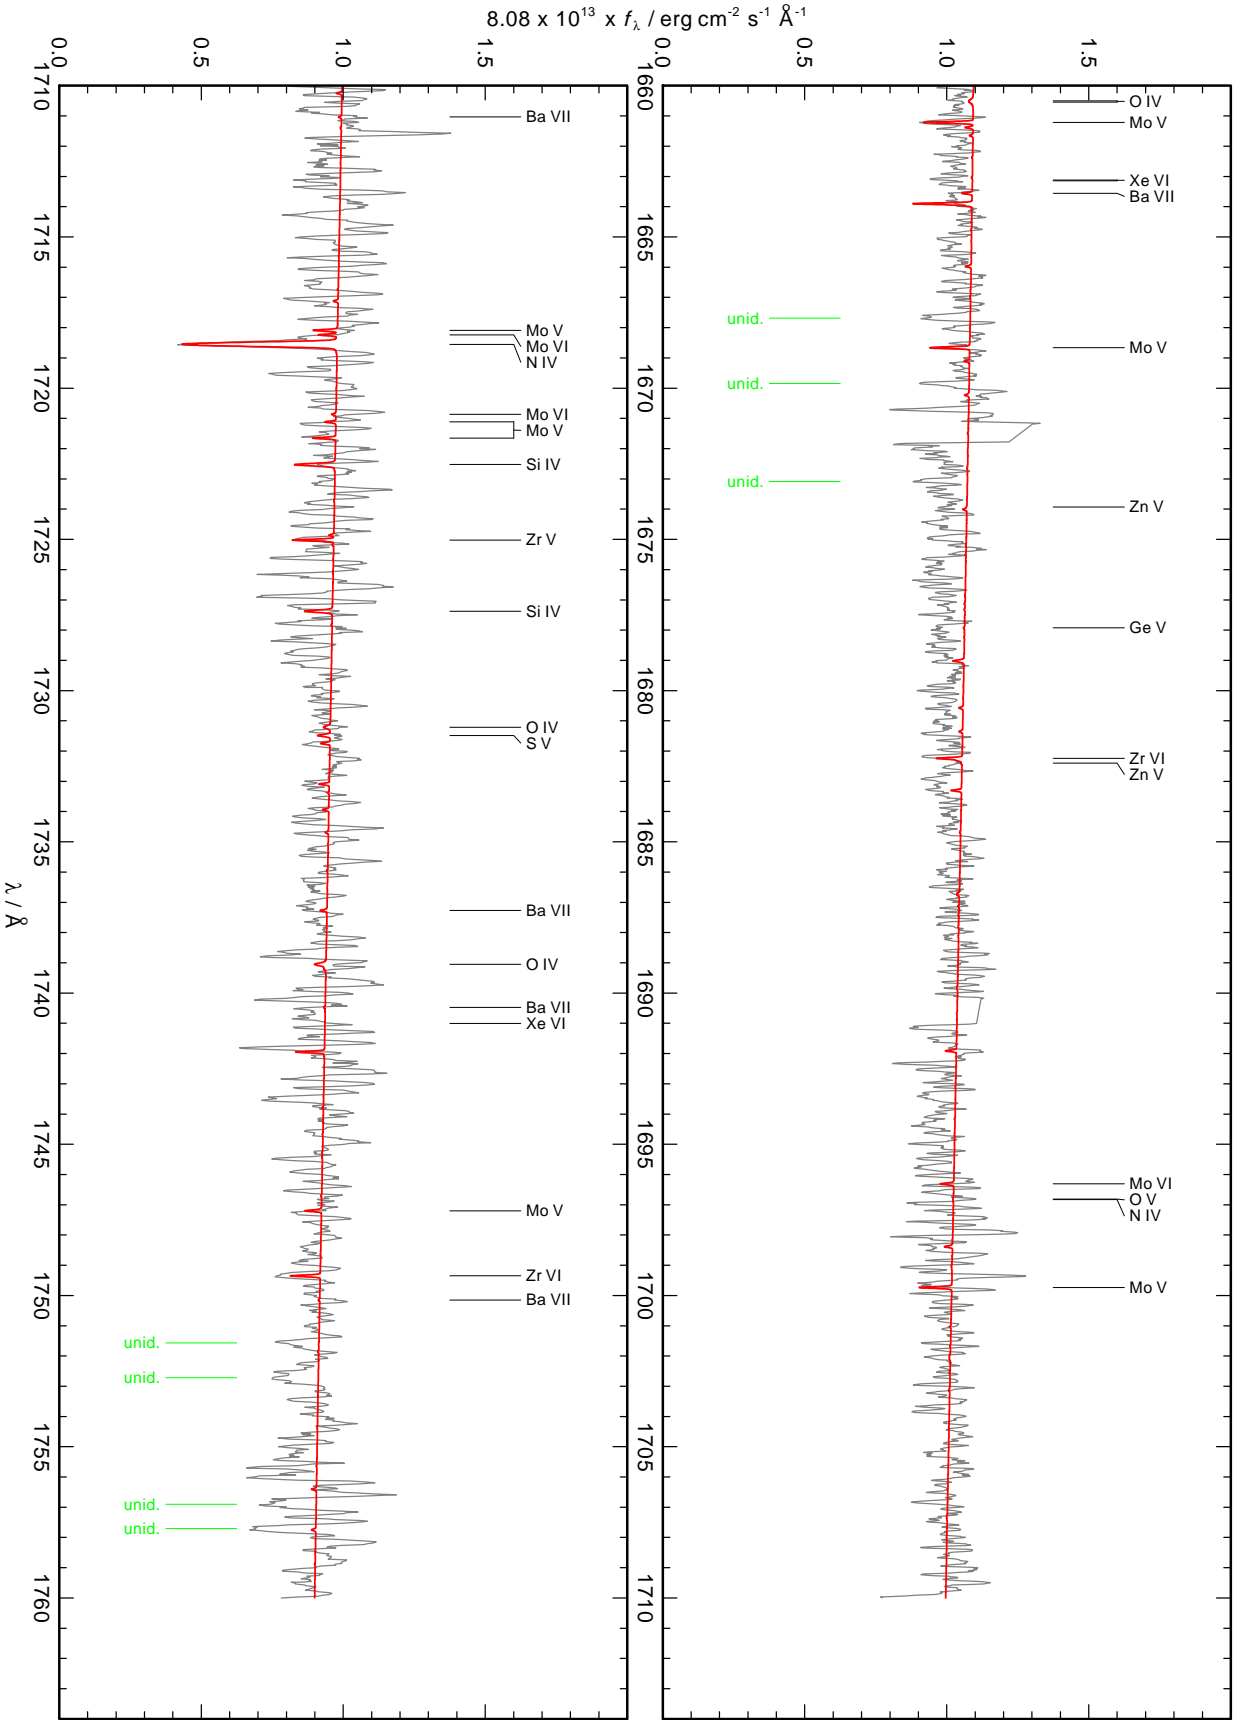 8.08 x 10¹³ x f_λ / erg cm⁻² s⁻¹ Å⁻¹
0.0
0.5
1.0
1.5
0.0
0.5
1.0
1.5
1660
1665
1670
1675
1680
1685
1690
1695
1700
1705
1710
O IV
Mo V
Xe VI
Ba VII
unid.
Mo V
unid.
unid.
Zn V
Ge V
Zr VI
Zn V
Mo VI
O V
N IV
Mo V
1710
1715
1720
1725
1730
1735
1740
1745
1750
1755
1760
Ba VII
Mo V
Mo VI
N IV
Mo VI
Mo V
Si IV
Zr V
Si IV
O IV
S V
Ba VII
O IV
Ba VII
Xe VI
Mo V
Zr VI
Ba VII
unid.
unid.
unid.
unid.
λ / Å